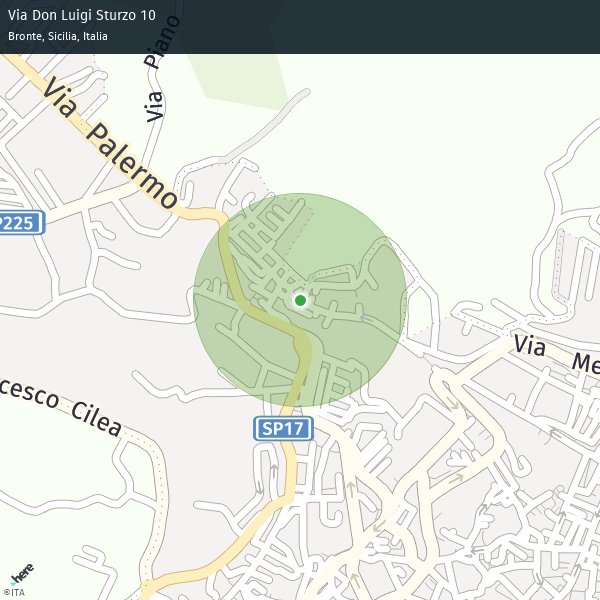 Via Don Luigi Sturzo 10
Bronte, Sicilia, Italia
Via Piano
Via Palermo
P225
Via Me
cesco Cilea
SP17
here
©ITA